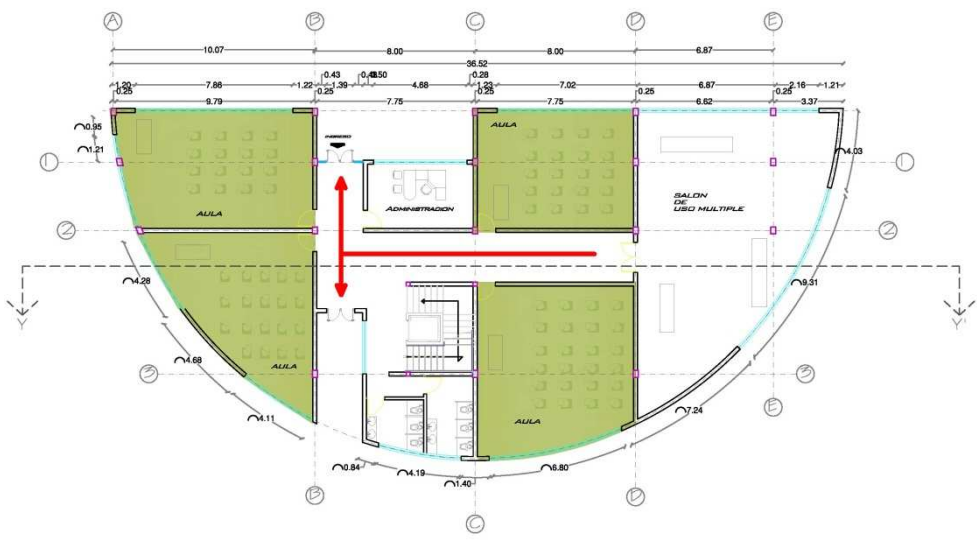 A B C D E
10.07 8.00 8.00 6.87
36.52
1.20 7.86 1.22 0.43 1.39 4.88 0.28 1.23 7.02 6.87 2.16 1.21
0.25 0.25 0.25 0.25 0.25
9.79 7.75 7.75 6.62 3.37
0.95
1.21
INGRESO
AULA
4.03
1 1
ADMINISTRACION
SALON
DE
USO MULTIPLE
AULA
2 2
4.28
9.31
Y Y
4.68
AULA
3 3
E
4.11
7.24
AULA
0.84 4.19 1.40 6.80
B D
C